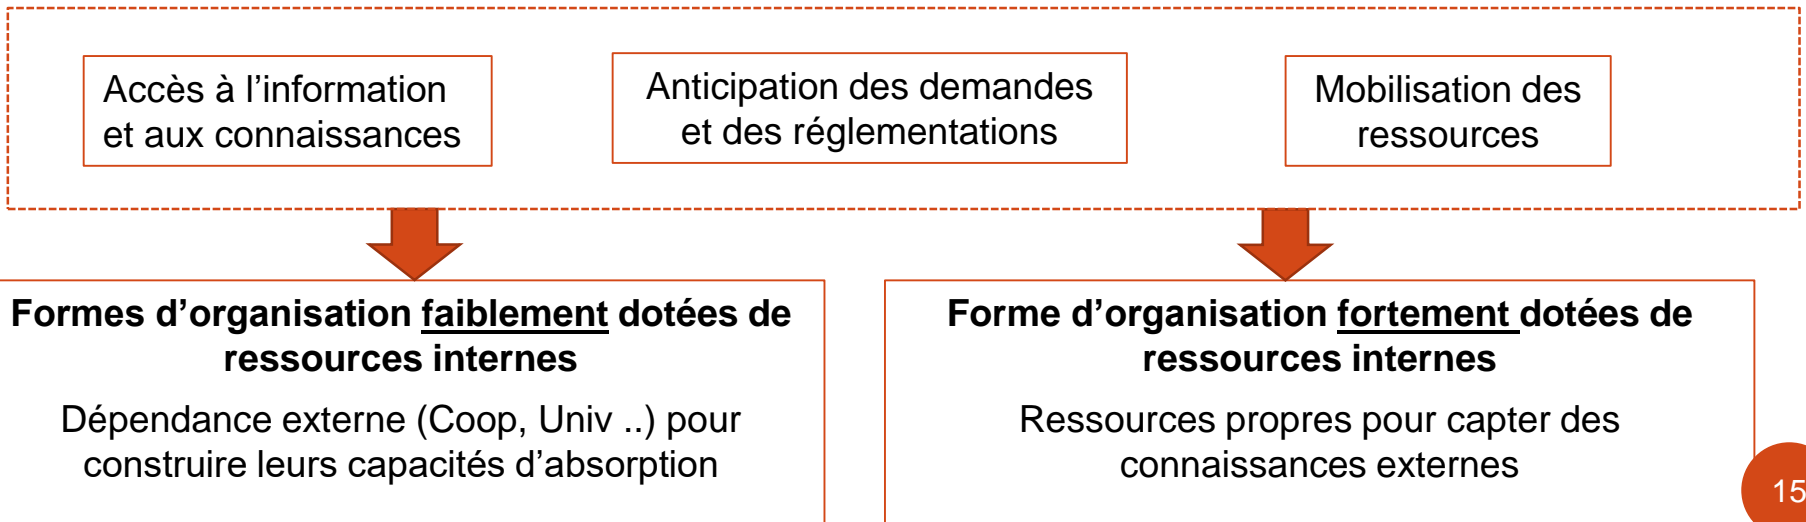 Accès à l’information
et aux connaissances
Anticipation des demandes
et des réglementations
Mobilisation des
ressources
Formes d’organisation faiblement dotées de
ressources internes
Dépendance externe (Coop, Univ ..) pour
construire leurs capacités d’absorption
Forme d’organisation fortement dotées de
ressources internes
Ressources propres pour capter des
connaissances externes
15